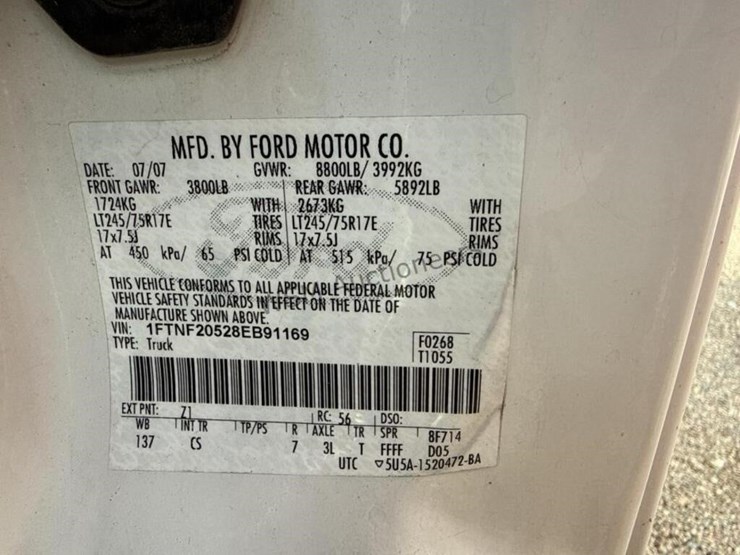 MFD. BY FORD MOTOR CO.
DATE: 07/07 GVWR: 8800LB/ 3992KG
FRONT GAWR: 3800LB REAR GAWR: 5892LB
1724KG WITH 2673KG WITH
LT245/75R17E TIRES LT245/75R17E TIRES
17x7.5J RIMS 17x7.5J RIMS
AT 450 kPa/ 65 PSI COLD AT 515 kPa/ 75 PSI COLD
THIS VEHICLE CONFORMS TO ALL APPLICABLE FEDERAL MOTOR
VEHICLE SAFETY STANDARDS IN EFFECT ON THE DATE OF
MANUFACTURE SHOWN ABOVE.
VIN: 1FTNF20528EB91169
TYPE: Truck
F0268
T1055
EXT PNT: Z1 RC: 56 DSO:
WB INT TR TP/PS R AXLE TR SPR 8F714
137 CS 7 3L T FFFF D05
UTC ▽5U5A-1520472-BA